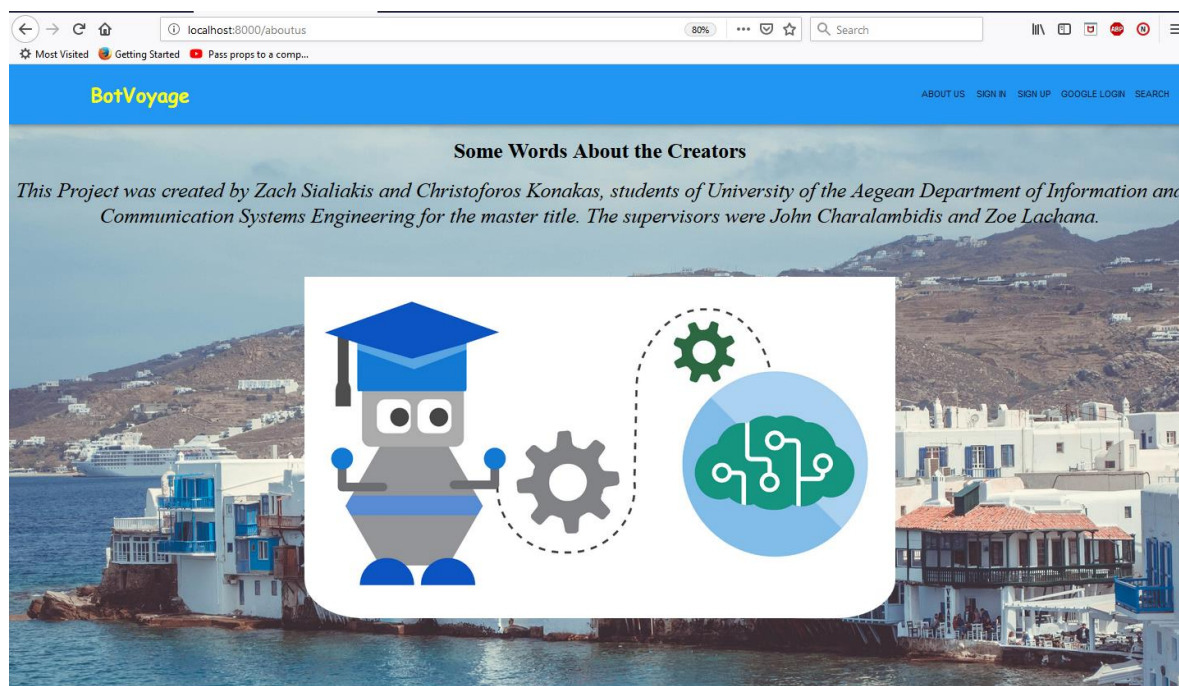 localhost:8000/aboutus
80%
Search
Most Visited
Getting Started
Pass props to a comp...
BotVoyage
ABOUT US
SIGN IN
SIGN UP
GOOGLE LOGIN
SEARCH
Some Words About the Creators
This Project was created by Zach Sialiakis and Christoforos Konakas, students of University of the Aegean Department of Information and
Communication Systems Engineering for the master title. The supervisors were John Charalambidis and Zoe Lachana.
ABP
N